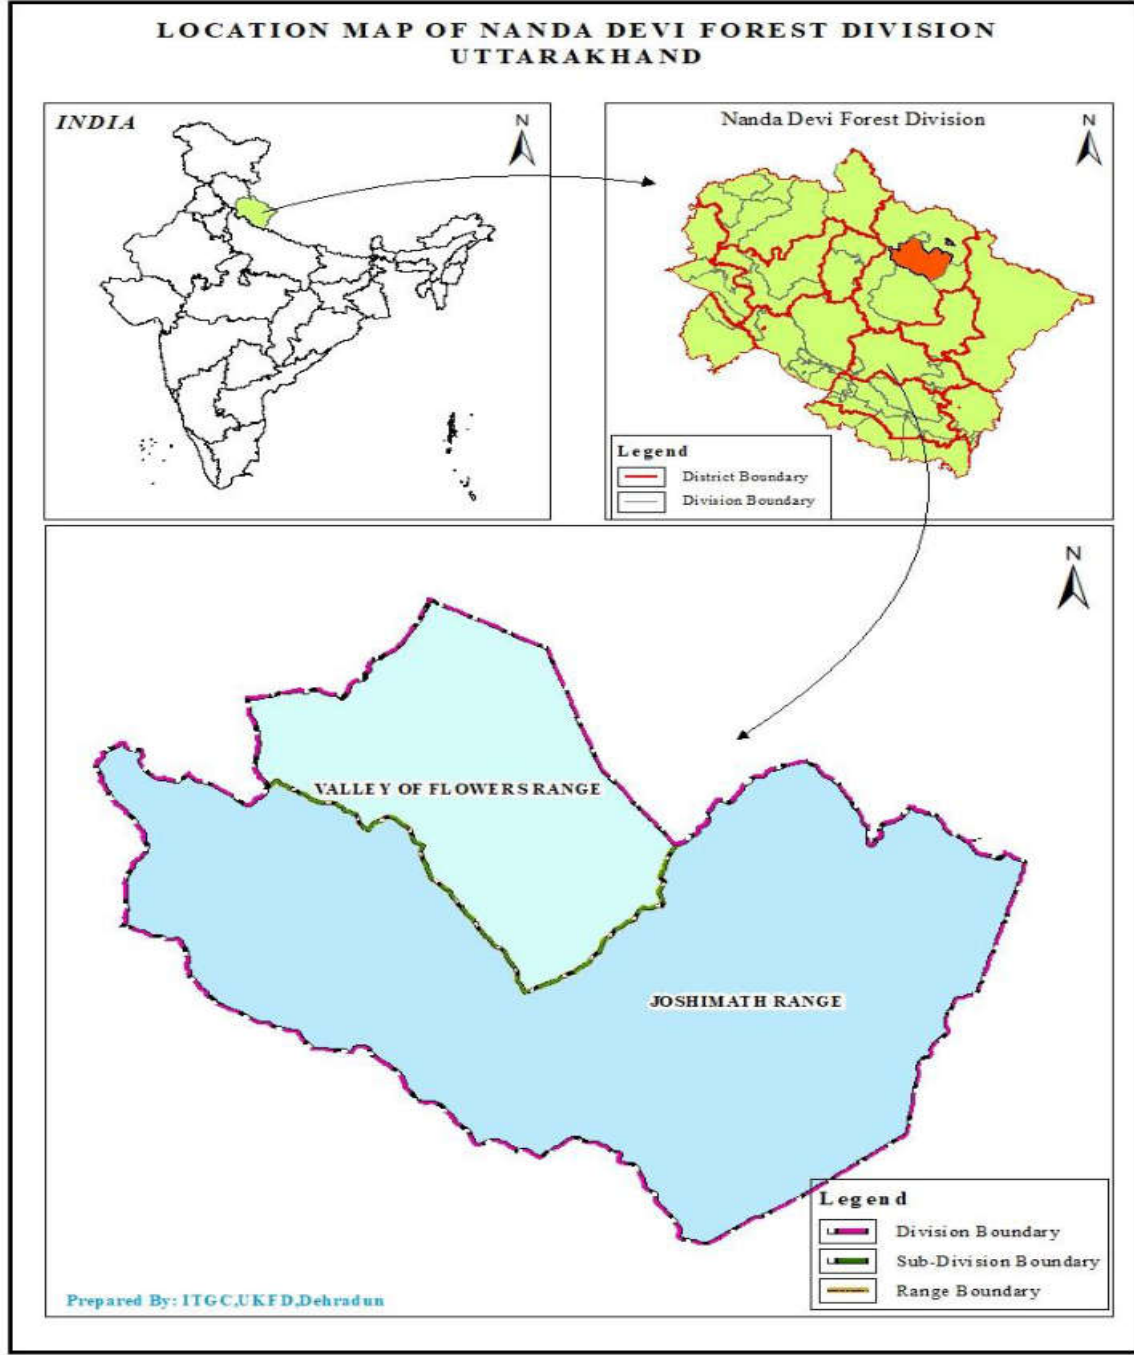 LOCATION MAP OF NANDA DEVI FOREST DIVISION
UTTARAKHAND
INDIA
N
Nanda Devi Forest Division
N
Legend
District Boundary
Division Boundary
N
VALLEY OF FLOWERS RANGE
JOSHIMATH RANGE
Legend
Division Boundary
Sub-Division Boundary
Range Boundary
Prepared By: ITGC,UKFD,Dehradun